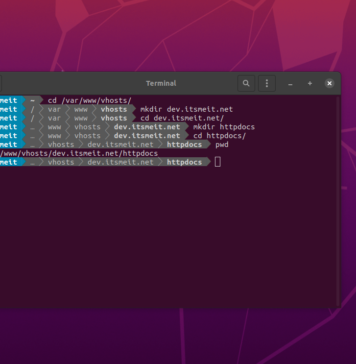 Terminal
meit ~ cd /var/www/vhosts/
meit / var www vhosts mkdir dev.itsmeit.net
meit / var www vhosts cd dev.itsmeit.net/
meit … www vhosts dev.itsmeit.net mkdir httpdocs
meit … www vhosts dev.itsmeit.net cd httpdocs/
meit … vhosts dev.itsmeit.net httpdocs pwd
/www/vhosts/dev.itsmeit.net/httpdocs
meit … vhosts dev.itsmeit.net httpdocs